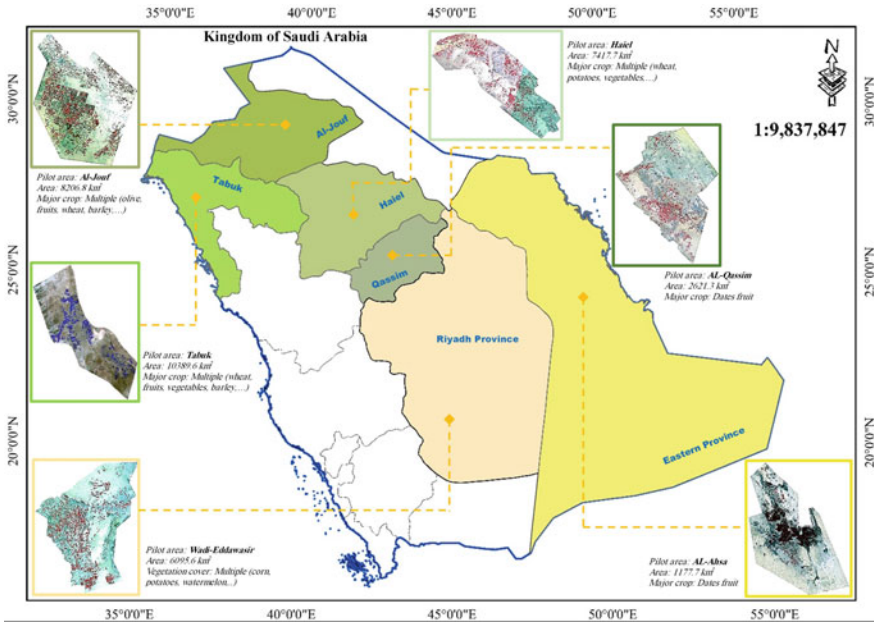 35°0'0"E 40°0'0"E 45°0'0"E 50°0'0"E 55°0'0"E
Kingdom of Saudi Arabia
Pilot area: Haiel
Area: 7417.7 km²
Major crop: Multiple (wheat,
potatoes, vegetables,…)
N
1:9,837,847
30°0'0"N
30°0'0"N
Al-Jouf
Pilot area: Al-Jouf
Area: 8206.8 km²
Major crop: Multiple (olive,
fruits, wheat, barley,…)
Tabuk
Haiel
Qassim
25°0'0"N
25°0'0"N
Pilot area: AL-Qassim
Area: 2621.3 km²
Major crop: Dates fruit
Riyadh Province
Pilot area: Tabuk
Area: 10389.6 km²
Major crop: Multiple (wheat,
fruits, vegetables, barley,…)
20°0'0"N
20°0'0"N
Eastern Province
Pilot area: Wadi-Eddawasir
Area: 6095.6 km²
Vegetation cover: Multiple (corn,
potatoes, watermelon,..)
Pilot area: AL-Ahsa
Area: 1177.7 km²
Major crop: Dates fruit
35°0'0"E 40°0'0"E 45°0'0"E 50°0'0"E 55°0'0"E